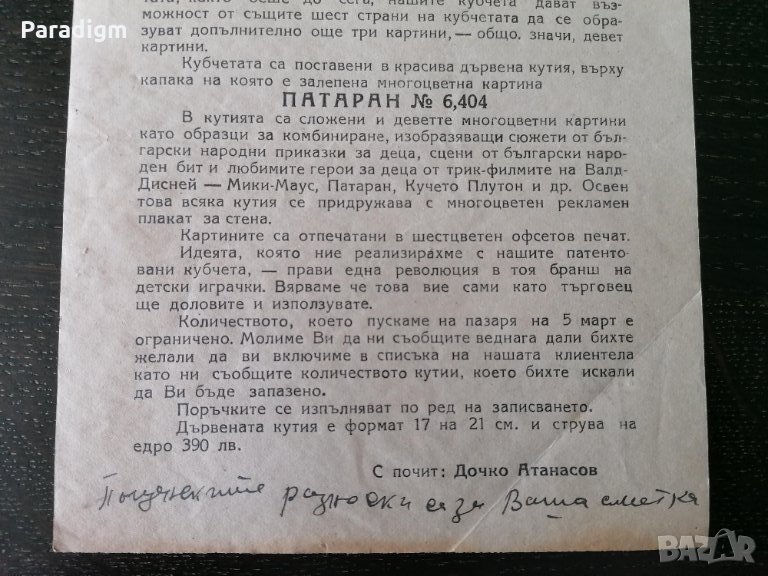 тата, както беше до сега, нашите кубчета дават въз-
можност от същите шест страни на кубчетата да се обра-
зуват допълнително още три картини, — общо. значи, девет
картини.
Кубчетата са поставени в красива дървена кутия, върху
капака на която е залепена многоцветна картина
ПАТАРАН № 6,404
В кутията са сложени и деветте многоцветни картини
като образци за комбиниране, изобразяващи сюжети от бъл-
гарски народни приказки за деца, сцени от български наро-
ден бит и любимите герои за деца от трик-филмите на Валд-
Дисней — Мики-Маус, Патаран, Кучето Плутон и др. Освен
това всяка кутия се придружава с многоцветен рекламен
плакат за стена.
Картините са отпечатани в шестцветен офсетов печат.
Идеята, която ние реализирахме с нашите патенто-
вани кубчета, — прави една революция в тоя бранш на
детски играчки. Вярваме че това вие сами като търговец
ще доловите и използувате.
Количеството, което пускаме на пазаря на 5 март е
ограничено. Молиме Ви да ни съобщите веднага дали бихте
желали да ви включиме в списъка на нашата клиентела
като ни съобщите количеството кутии, което бихте искали
да Ви бъде запазено.
Поръчките се изпълняват по ред на записването.
Дървената кутия е формат 17 на 21 см. и струва на
едро 390 лв.
С почит: Дочко Атанасов
разноски са за Ваша сметка
Paradigm
BAZAR